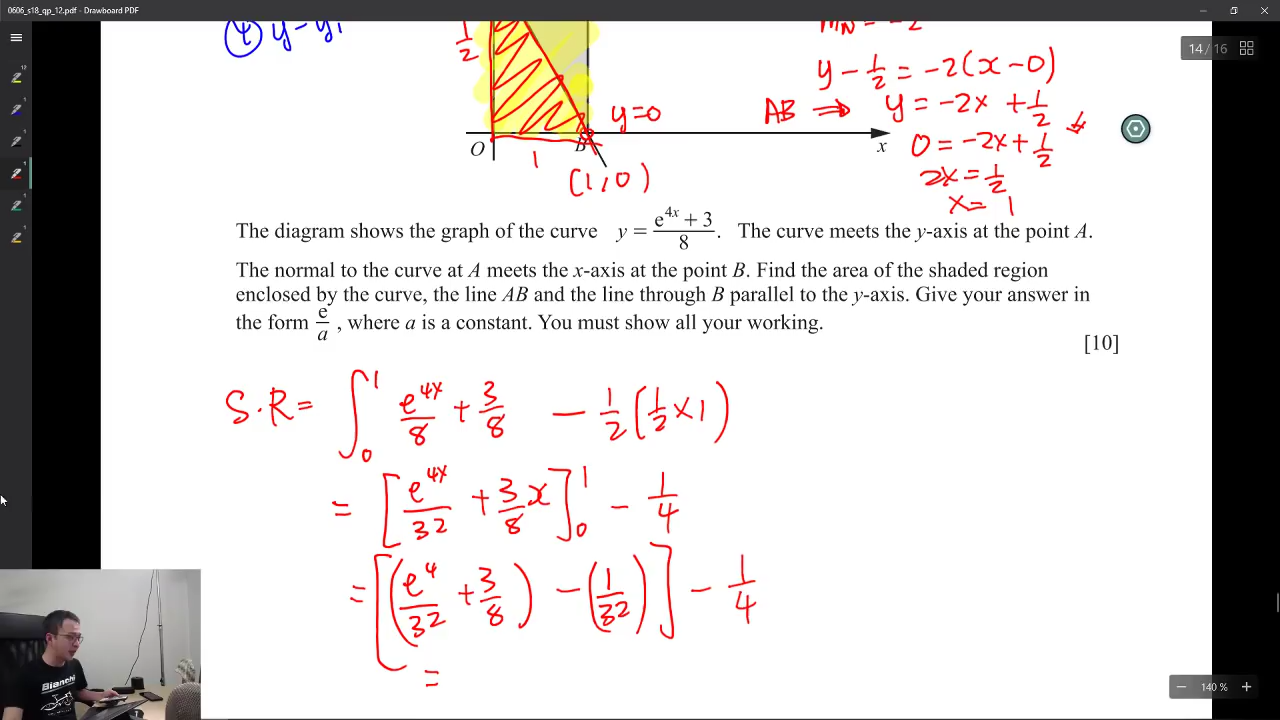 0606_s18_qp_12.pdf - Drawboard PDF
14 / 16
④ y-y₁
1/2
y=0
O
B
x
1
(1,0)
y - 1/2 = -2(x-0)
AB ⇒ y = -2x + 1/2
0 = -2x + 1/2
2x = 1/2
x = 1
The diagram shows the graph of the curve y = (e^{4x} + 3)/8. The curve meets the y-axis at the point A.
The normal to the curve at A meets the x-axis at the point B. Find the area of the shaded region
enclosed by the curve, the line AB and the line through B parallel to the y-axis. Give your answer in
the form e/a, where a is a constant. You must show all your working.
[10]
S.R = ∫₀¹ e^{4x}/8 + 3/8 - 1/2(1/2 × 1)
= [e^{4x}/32 + 3/8 x]₀¹ - 1/4
= [(e^4/32 + 3/8) - (1/32)] - 1/4
=
Bianchi
140 %